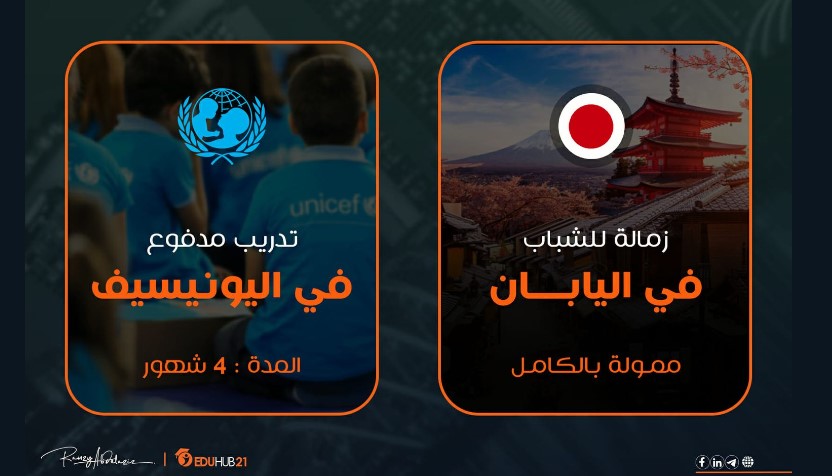 زمالة للشباب
في اليابــان
ممولة بالكامل
unicef
تدريب مدفوع
في اليونيسيف
المدة : 4 شهور
EDUHUB21